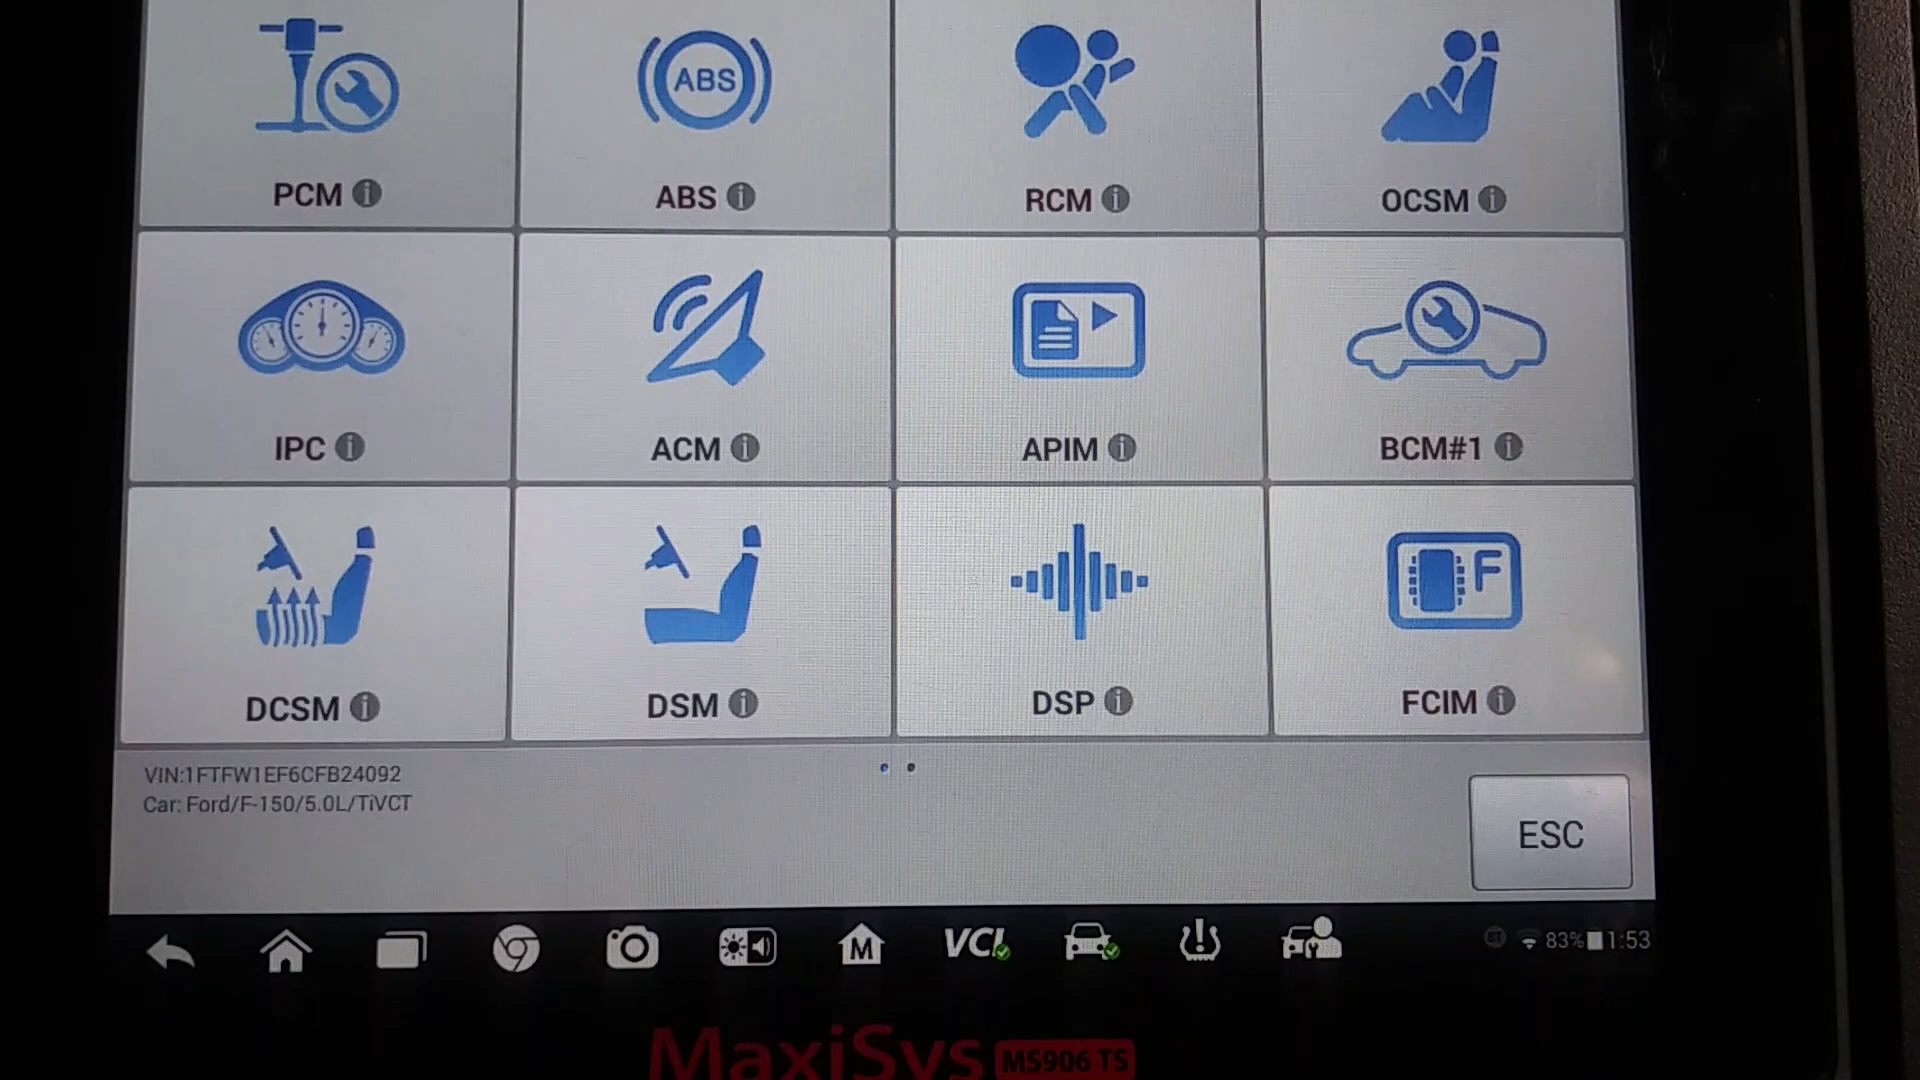 ABS
PCM
ABS
RCM
OCSM
IPC
ACM
APIM
BCM#1
F
DCSM
DSM
DSP
FCIM
VIN:1FTFW1EF6CFB24092
Car: Ford/F-150/5.0L/TiVCT
ESC
M
VCI
83% 1:53
MaxiSys MS906 TS